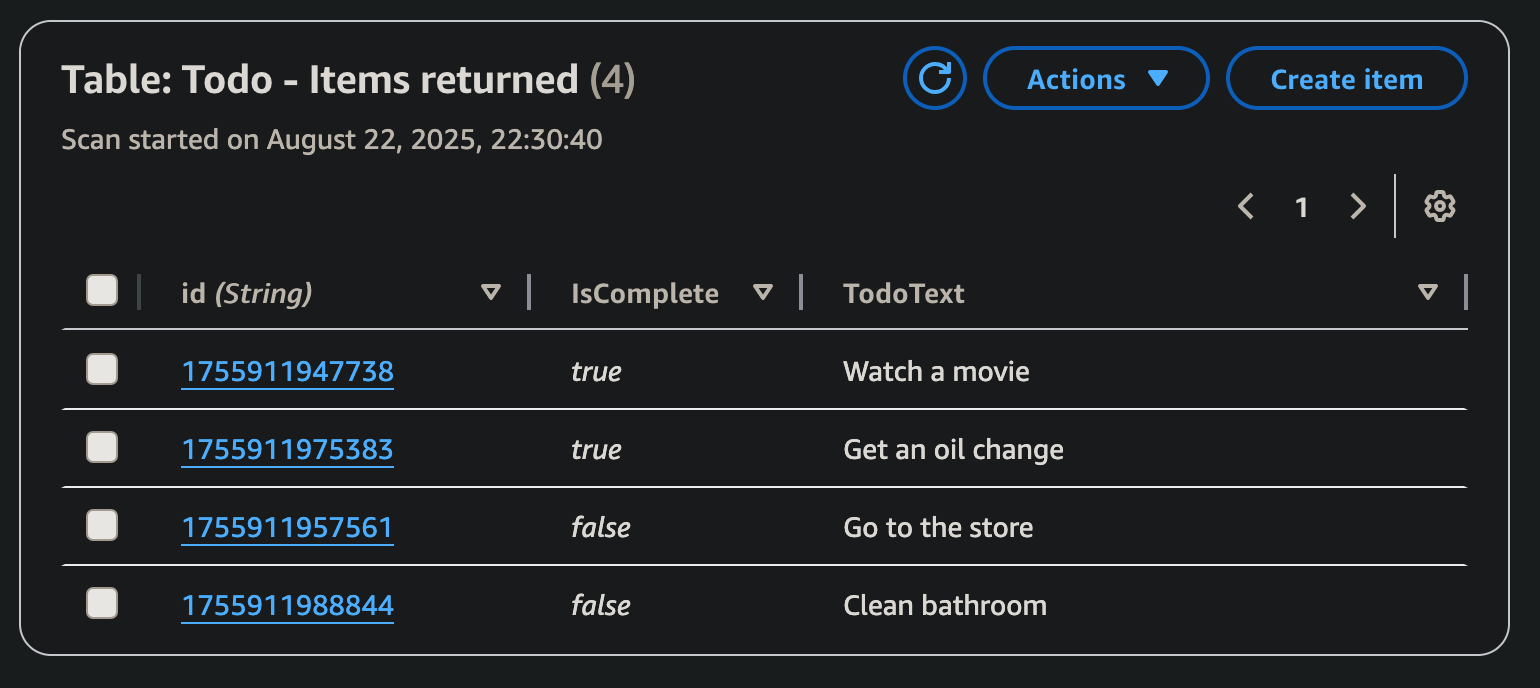 Table: Todo - Items returned (4)
Actions
Create item
Scan started on August 22, 2025, 22:30:40
1
id (String) IsComplete TodoText
1755911947738 true Watch a movie
1755911975383 true Get an oil change
1755911957561 false Go to the store
1755911988844 false Clean bathroom